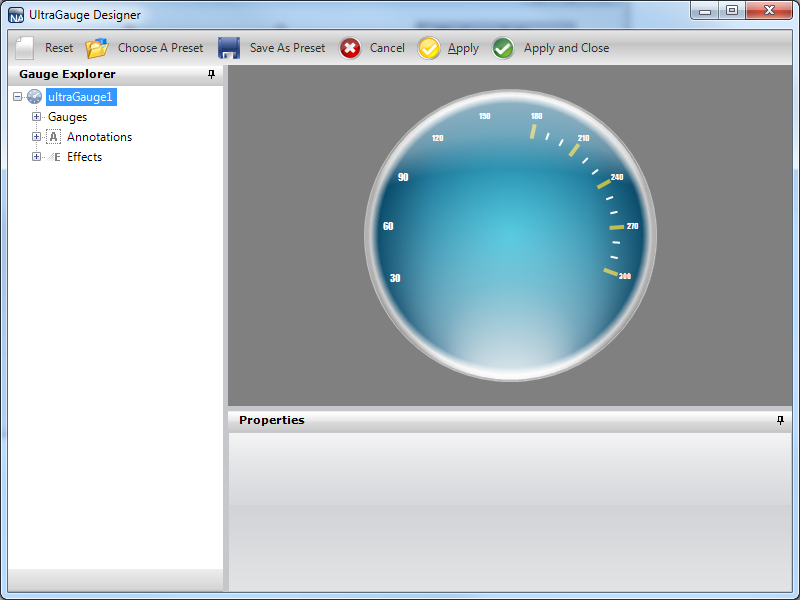 UltraGauge Designer
Reset Choose A Preset Save As Preset Cancel Apply Apply and Close
Gauge Explorer
ultraGauge1
Gauges
A Annotations
E Effects
150 180
120 210
90 240
60 270
30 300
Properties